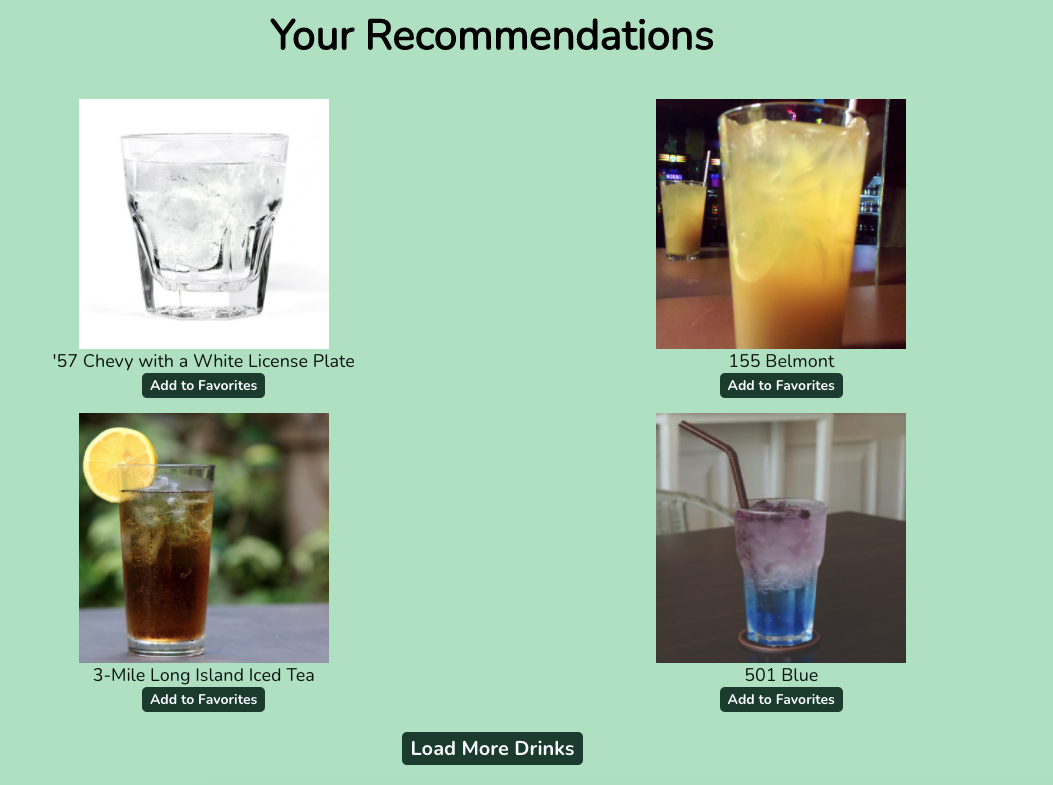 Your Recommendations
'57 Chevy with a White License Plate
Add to Favorites
155 Belmont
Add to Favorites
3-Mile Long Island Iced Tea
Add to Favorites
501 Blue
Add to Favorites
Load More Drinks